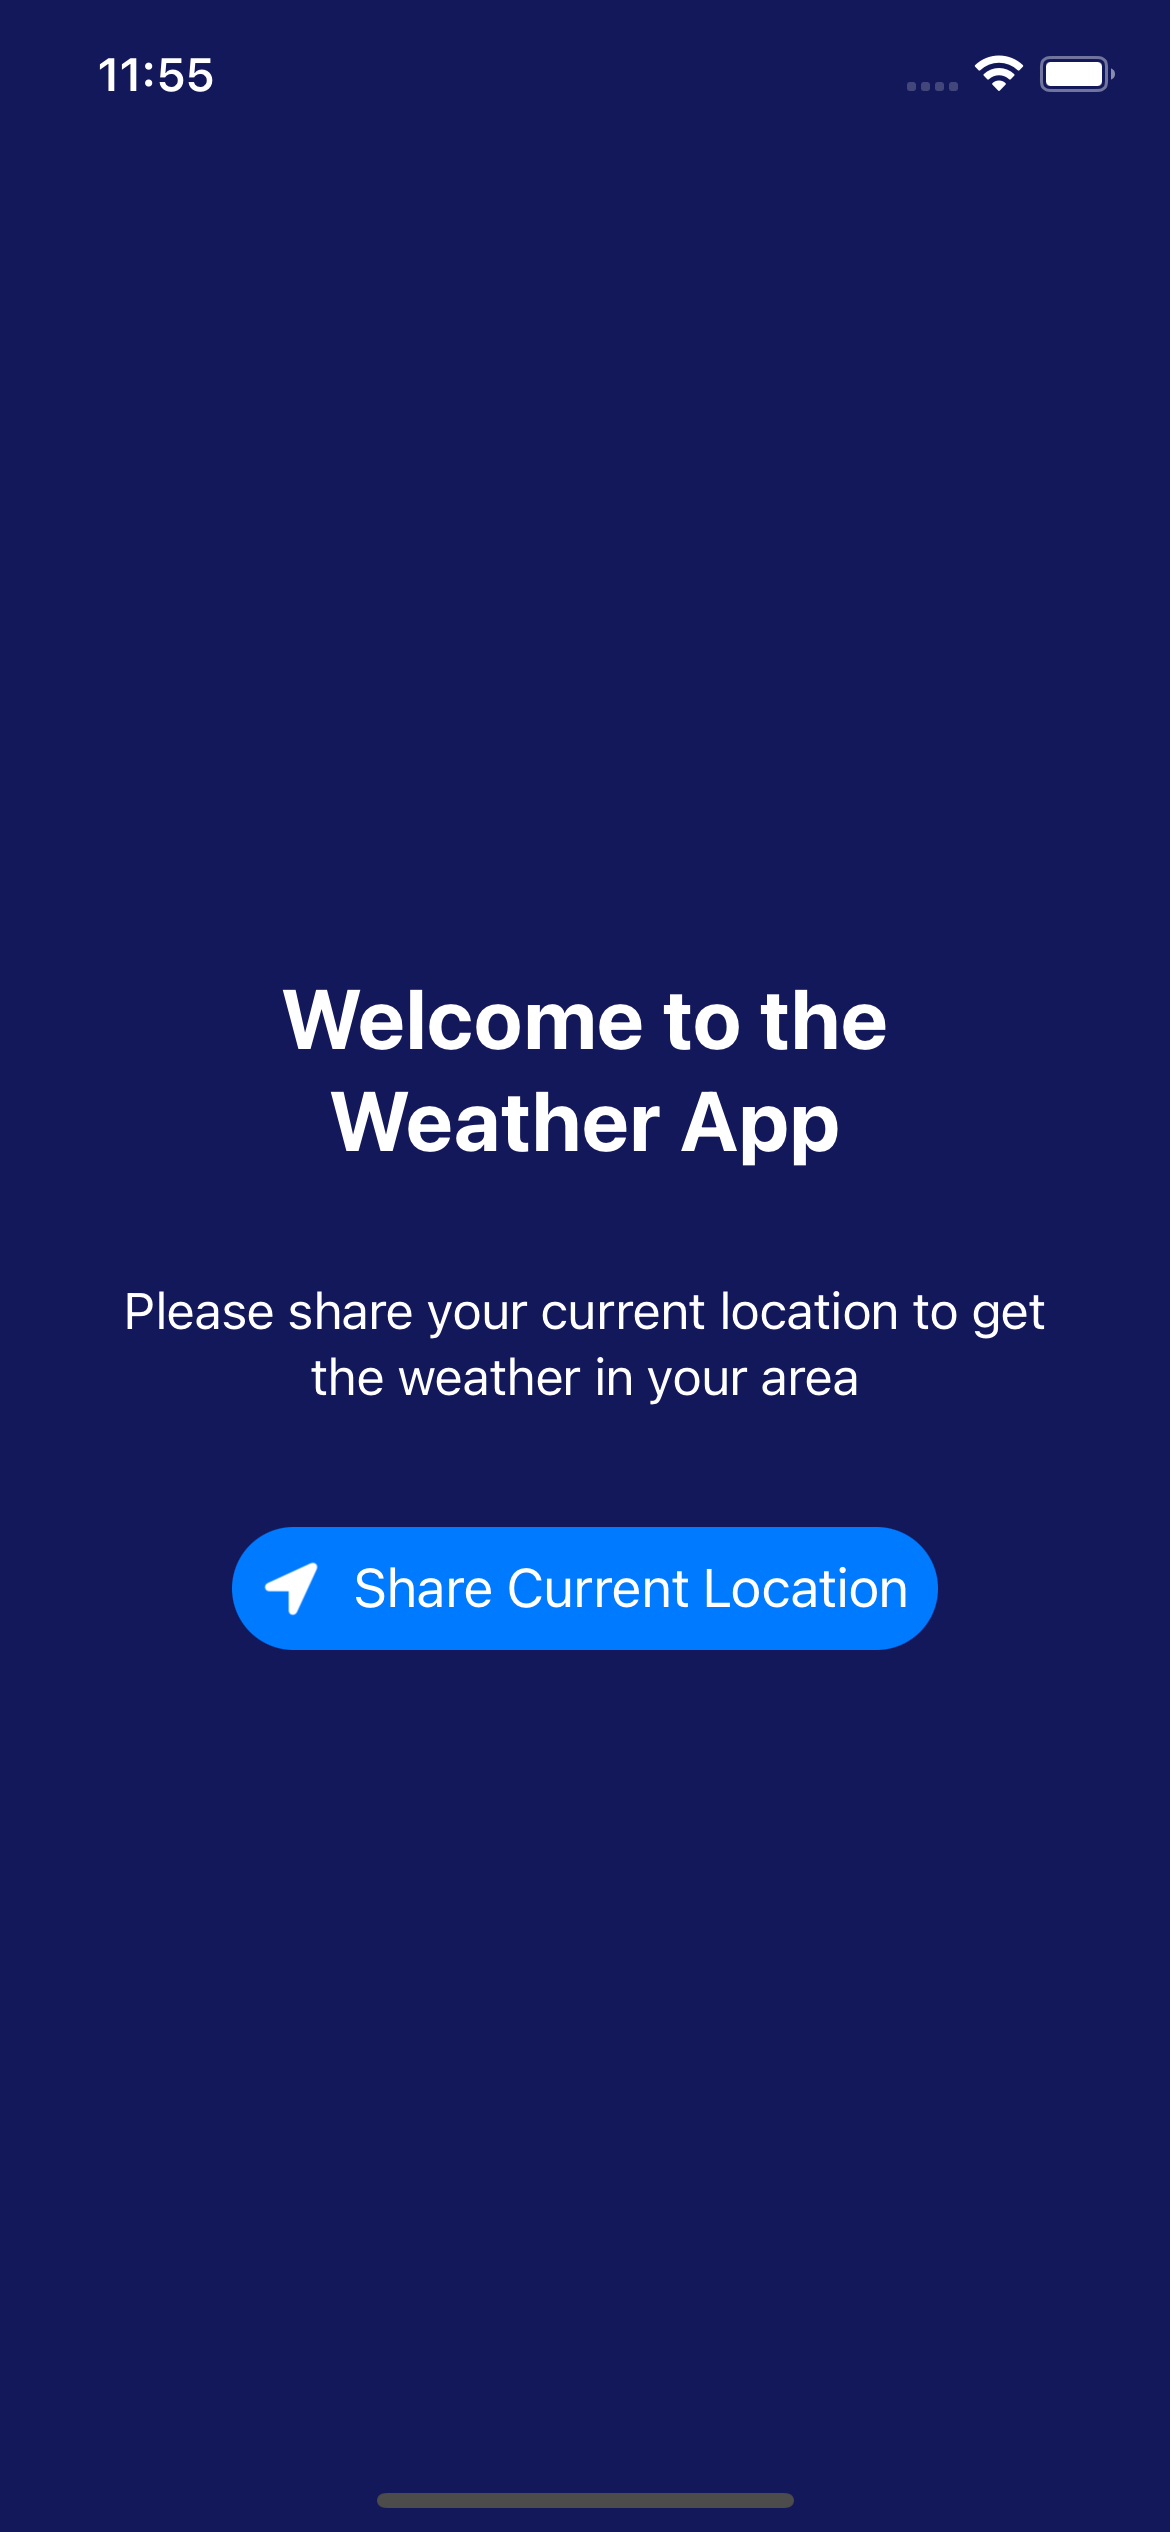 11:55
Welcome to the
Weather App
Please share your current location to get
the weather in your area
Share Current Location